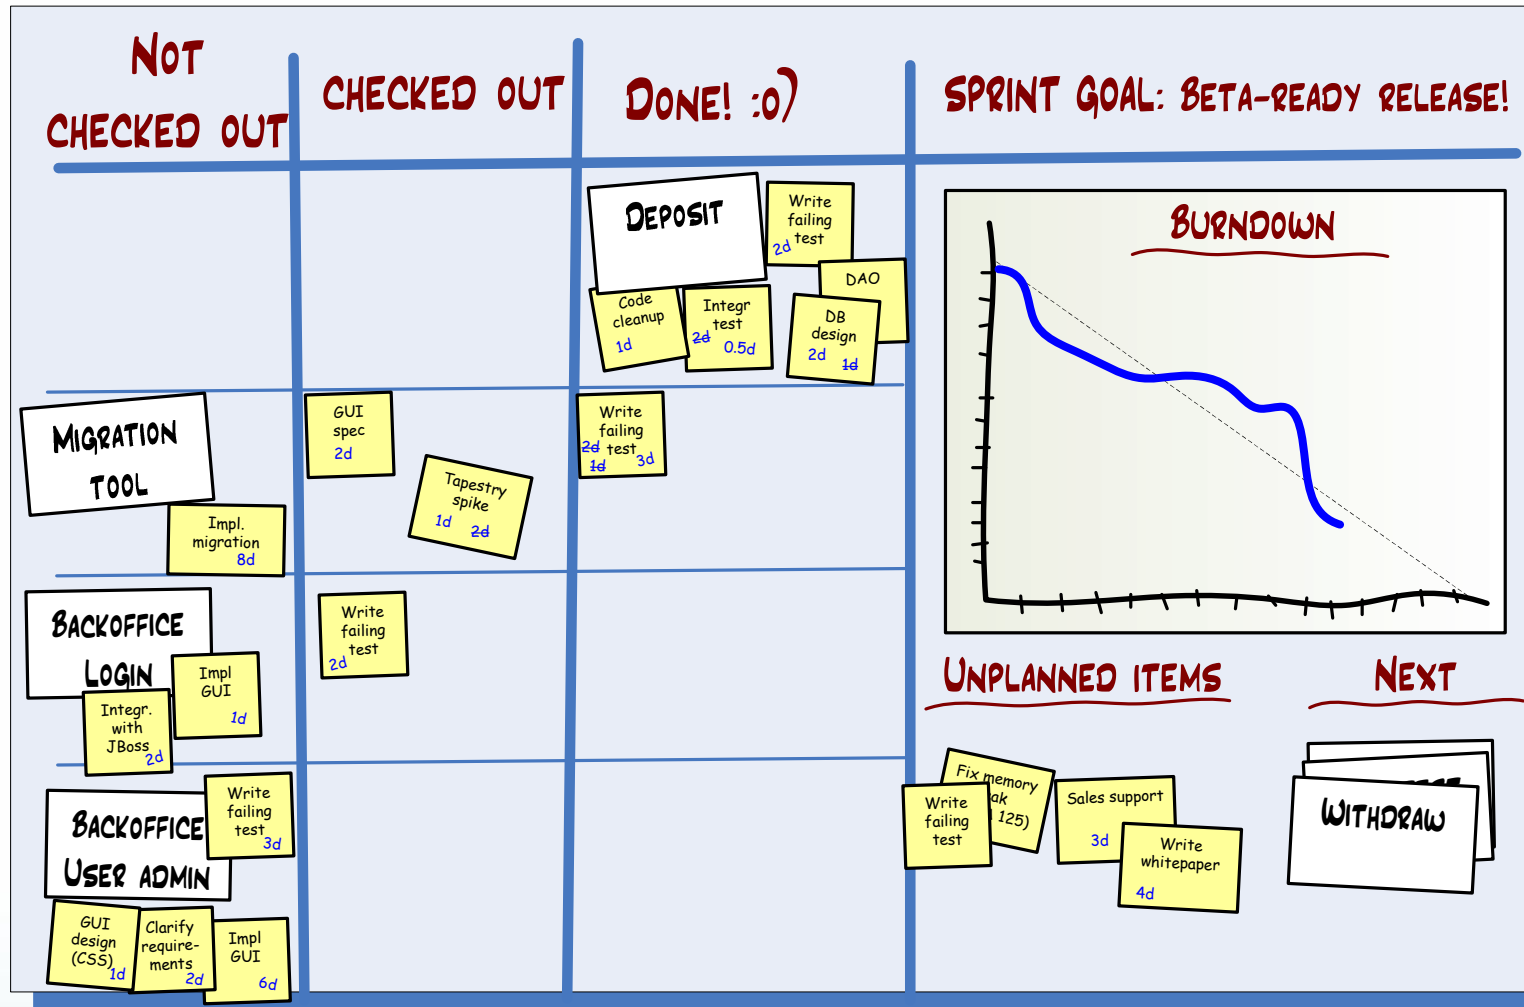 Not
checked out
checked out
Done! :o)
Sprint goal: Beta-ready release!
Deposit
Write
failing
test
2d
DAO
Code
cleanup
1d
Integr
test
2d
0.5d
DB
design
2d
1d
Burndown
Migration
tool
Impl.
migration
8d
GUI
spec
2d
Tapestry
spike
1d
2d
Write
failing
test
2d
1d
3d
Backoffice
Login
Impl
GUI
1d
Integr.
with
JBoss
2d
Write
failing
test
2d
Backoffice
User admin
Write
failing
test
3d
GUI
design
(CSS)
1d
Clarify
require-
ments
2d
Impl
GUI
6d
Unplanned items
Next
Fix memory
125)
Write
failing
test
Sales support
3d
Write
whitepaper
4d
Withdraw